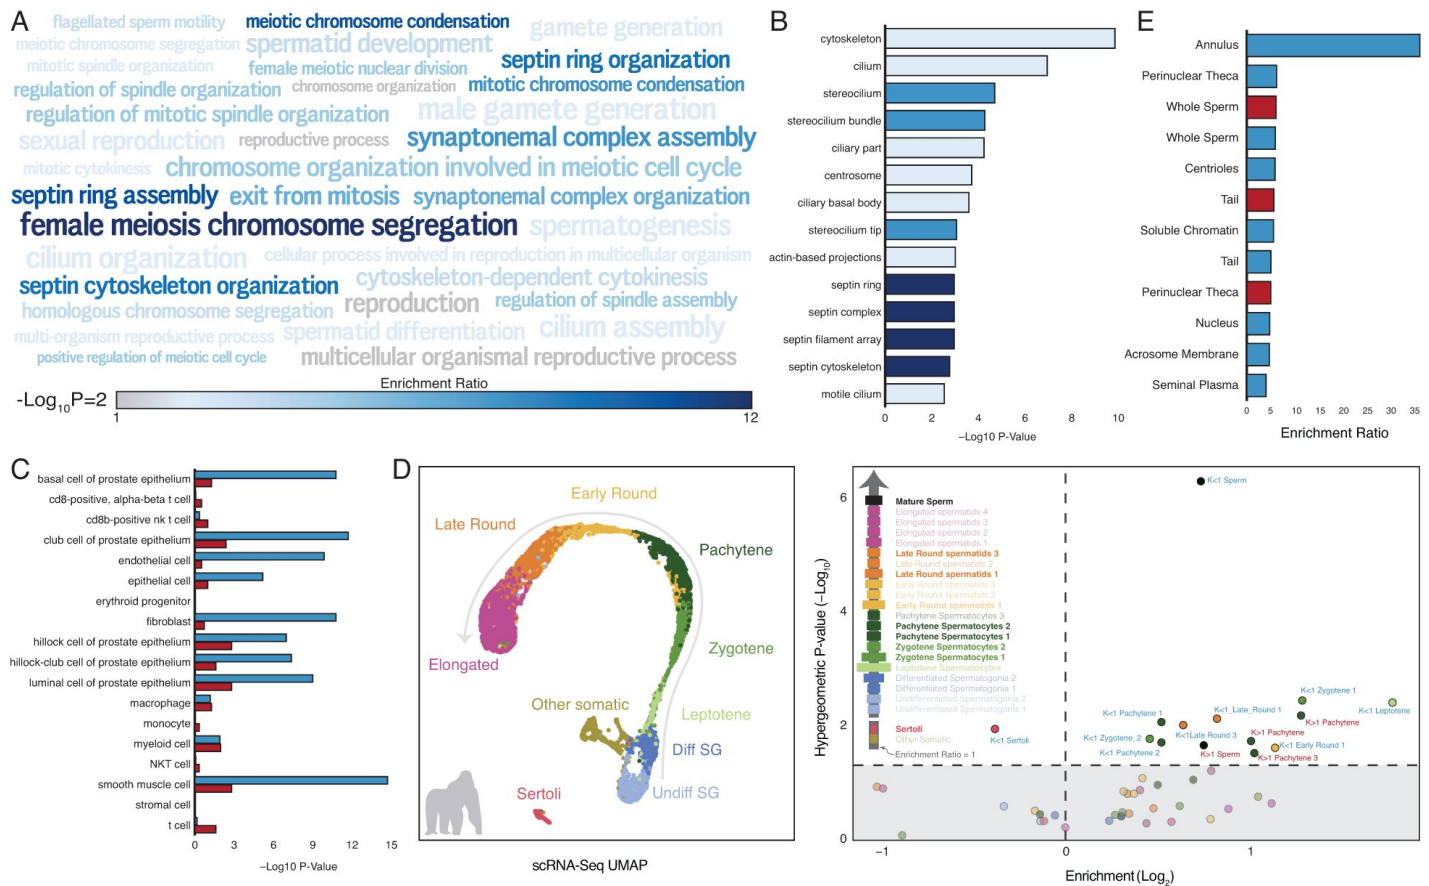 A
flagellated sperm motility
meiotic chromosome condensation
gamete generation
meiotic chromosome segregation
spermatid development
mitotic spindle organization
female meiotic nuclear division
septin ring organization
regulation of spindle organization
chromosome organization
mitotic chromosome condensation
regulation of mitotic spindle organization
male gamete generation
sexual reproduction
reproductive process
synaptonemal complex assembly
mitotic cytokinesis
chromosome organization involved in meiotic cell cycle
septin ring assembly
exit from mitosis
synaptonemal complex organization
female meiosis chromosome segregation
spermatogenesis
cilium organization
cellular process involved in reproduction in multicellular organism
septin cytoskeleton organization
cytoskeleton-dependent cytokinesis
homologous chromosome segregation
reproduction
regulation of spindle assembly
multi-organism reproductive process
spermatid differentiation
cilium assembly
positive regulation of meiotic cell cycle
multicellular organismal reproductive process
Enrichment Ratio
-Log10P=2
1
12
B
cytoskeleton
cilium
stereocilium
stereocilium bundle
ciliary part
centrosome
ciliary basal body
stereocilium tip
actin-based projections
septin ring
septin complex
septin filament array
septin cytoskeleton
motile cilium
0 2 4 6 8 10
−Log10 P-Value
E
Annulus
Perinuclear Theca
Whole Sperm
Whole Sperm
Centrioles
Tail
Soluble Chromatin
Tail
Perinuclear Theca
Nucleus
Acrosome Membrane
Seminal Plasma
0 5 10 15 20 25 30 35
Enrichment Ratio
C
basal cell of prostate epithelium
cd8-positive, alpha-beta t cell
cd8b-positive nk t cell
club cell of prostate epithelium
endothelial cell
epithelial cell
erythroid progenitor
fibroblast
hillock cell of prostate epithelium
hillock-club cell of prostate epithelium
luminal cell of prostate epithelium
macrophage
monocyte
myeloid cell
NKT cell
smooth muscle cell
stromal cell
t cell
0 3 6 9 12 15
−Log10 P-Value
D
Early Round
Late Round
Pachytene
Elongated
Zygotene
Other somatic
Leptotene
Diff SG
Sertoli
Undiff SG
scRNA-Seq UMAP
Hypergeometric P-value (−Log10)
6
4
2
0
Mature Sperm
Elongated spermatids 4
Elongated spermatids 3
Elongated spermatids 2
Elongated spermatids 1
Late Round spermatids 3
Late Round spermatids 2
Late Round spermatids 1
Early Round spermatids 3
Early Round spermatids 2
Early Round spermatids 1
Pachytene Spermatocytes 3
Pachytene Spermatocytes 2
Pachytene Spermatocytes 1
Zygotene Spermatocytes 2
Zygotene Spermatocytes 1
Leptotene Spermatocytes
Differentiated Spermatogonia 2
Differentiated Spermatogonia 1
Undifferentiated Spermatogonia 2
Undifferentiated Spermatogonia 1
Sertoli
Other Somatic
Enrichment Ratio = 1
K<1 Sperm
K<1 Zygotene 1
K<1 Leptotene
K<1 Pachytene 1
K<1_Late_Round 1
K>1 Pachytene
K<1 Sertoli
K<1 Zygotene_2
K<1Late Round 3
K>1 Pachytene
K<1 Pachytene 2
K>1 Sperm
K<1 Early Round 1
K>1 Pachytene 3
−1 0 1
Enrichment (Log2)